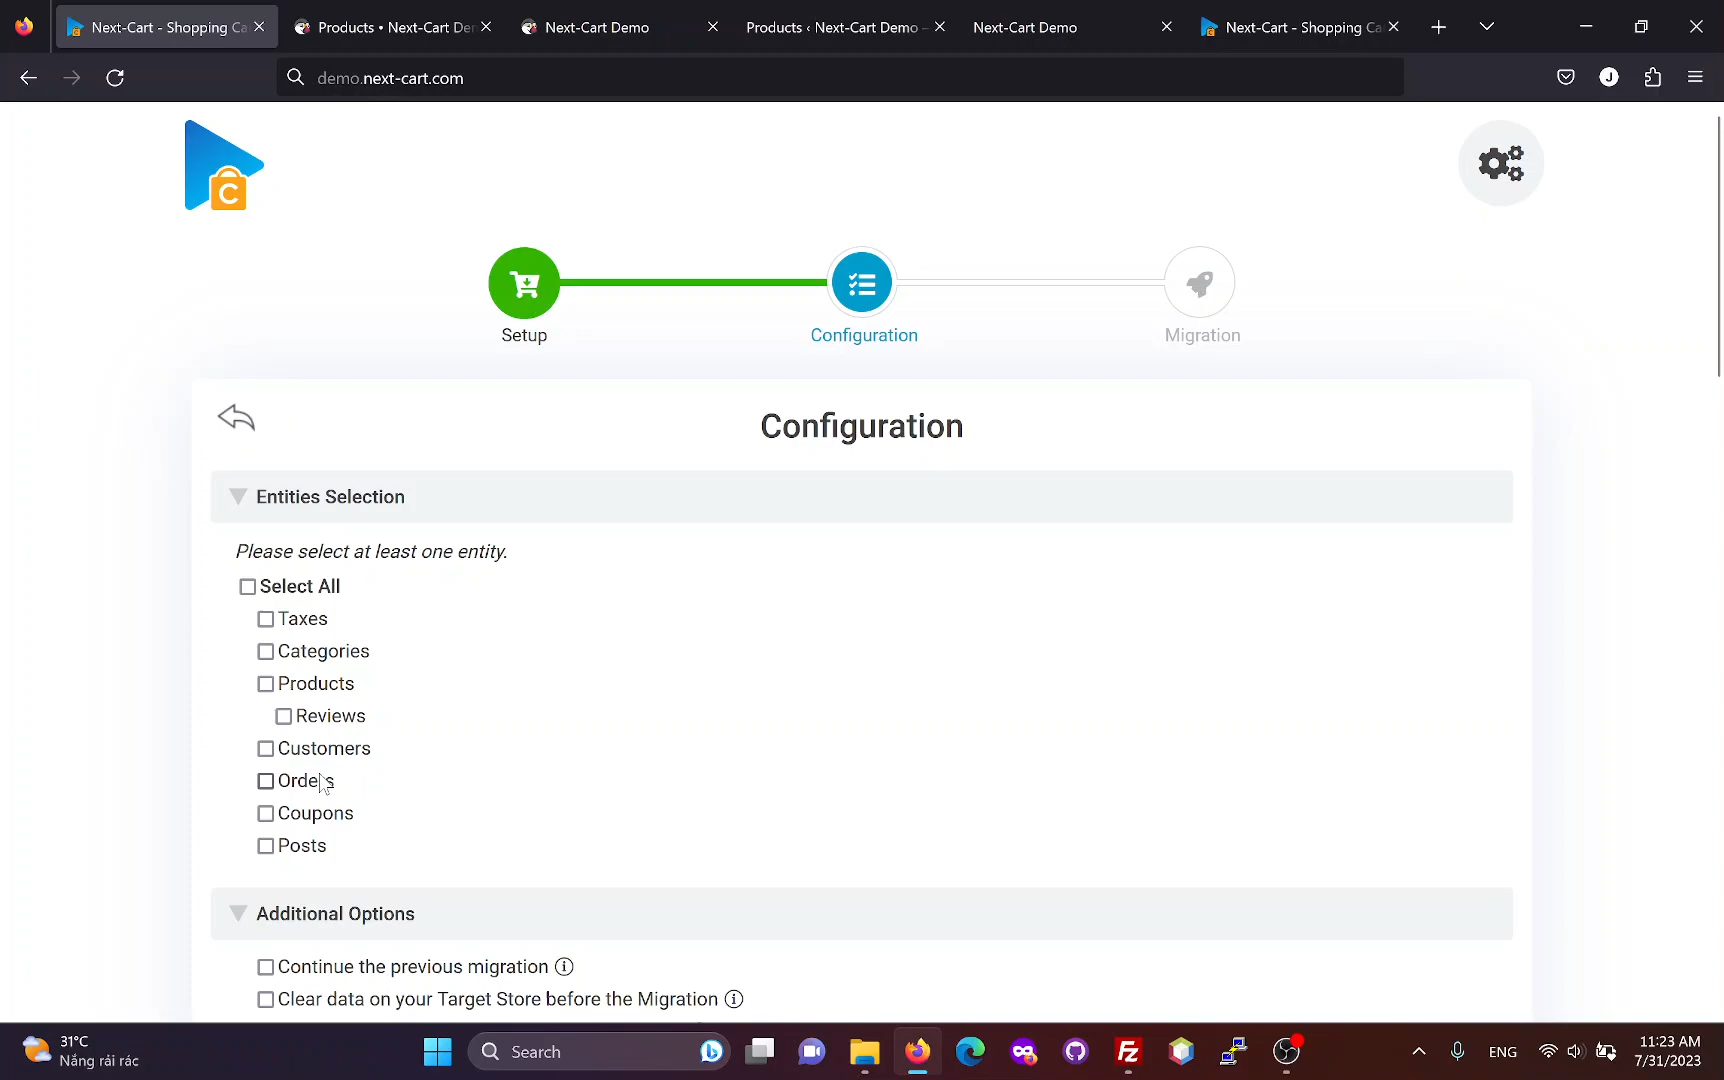 Next-Cart - Shopping Ca
Products • Next-Cart Der
Next-Cart Demo
Products ‹ Next-Cart Demo –
Next-Cart Demo
Next-Cart - Shopping Ca
demo.next-cart.com
J
C
Setup
Configuration
Migration
Configuration
Entities Selection
Please select at least one entity.
Select All
Taxes
Categories
Products
Reviews
Customers
Orders
Coupons
Posts
Additional Options
Continue the previous migration
Clear data on your Target Store before the Migration
31°C
Nắng rải rác
Search
Fz
ENG
11:23 AM
7/31/2023